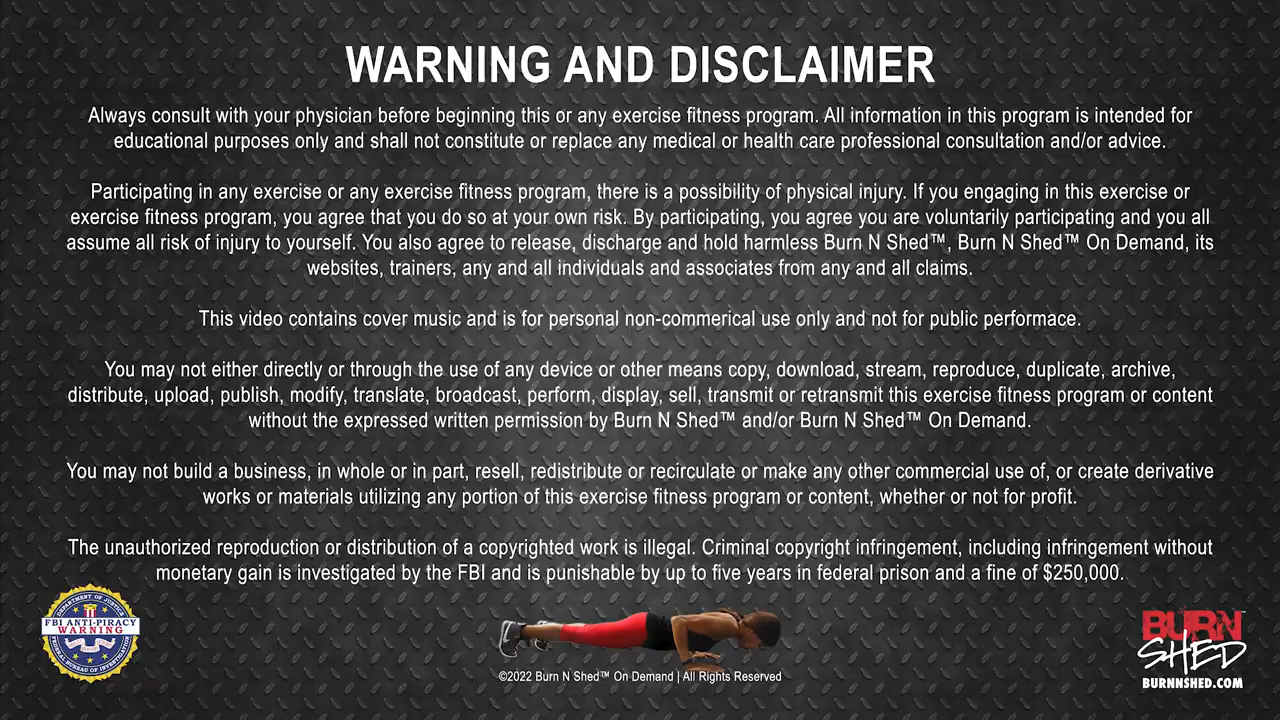 WARNING AND DISCLAIMER
Always consult with your physician before beginning this or any exercise fitness program. All information in this program is intended for
educational purposes only and shall not constitute or replace any medical or health care professional consultation and/or advice.
Participating in any exercise or any exercise fitness program, there is a possibility of physical injury. If you engaging in this exercise or
exercise fitness program, you agree that you do so at your own risk. By participating, you agree you are voluntarily participating and you all
assume all risk of injury to yourself. You also agree to release, discharge and hold harmless Burn N Shed™, Burn N Shed™ On Demand, its
websites, trainers, any and all individuals and associates from any and all claims.
This video contains cover music and is for personal non-commerical use only and not for public performace.
You may not either directly or through the use of any device or other means copy, download, stream, reproduce, duplicate, archive,
distribute, upload, publish, modify, translate, broadcast, perform, display, sell, transmit or retransmit this exercise fitness program or content
without the expressed written permission by Burn N Shed™ and/or Burn N Shed™ On Demand.
You may not build a business, in whole or in part, resell, redistribute or recirculate or make any other commercial use of, or create derivative
works or materials utilizing any portion of this exercise fitness program or content, whether or not for profit.
The unauthorized reproduction or distribution of a copyrighted work is illegal. Criminal copyright infringement, including infringement without
monetary gain is investigated by the FBI and is punishable by up to five years in federal prison and a fine of $250,000.
DEPARTMENT OF JUSTICE
FBI ANTI-PIRACY
WARNING
FEDERAL BUREAU OF INVESTIGATION
©2022 Burn N Shed™ On Demand | All Rights Reserved
BURN
SHED
BURNNSHED.COM